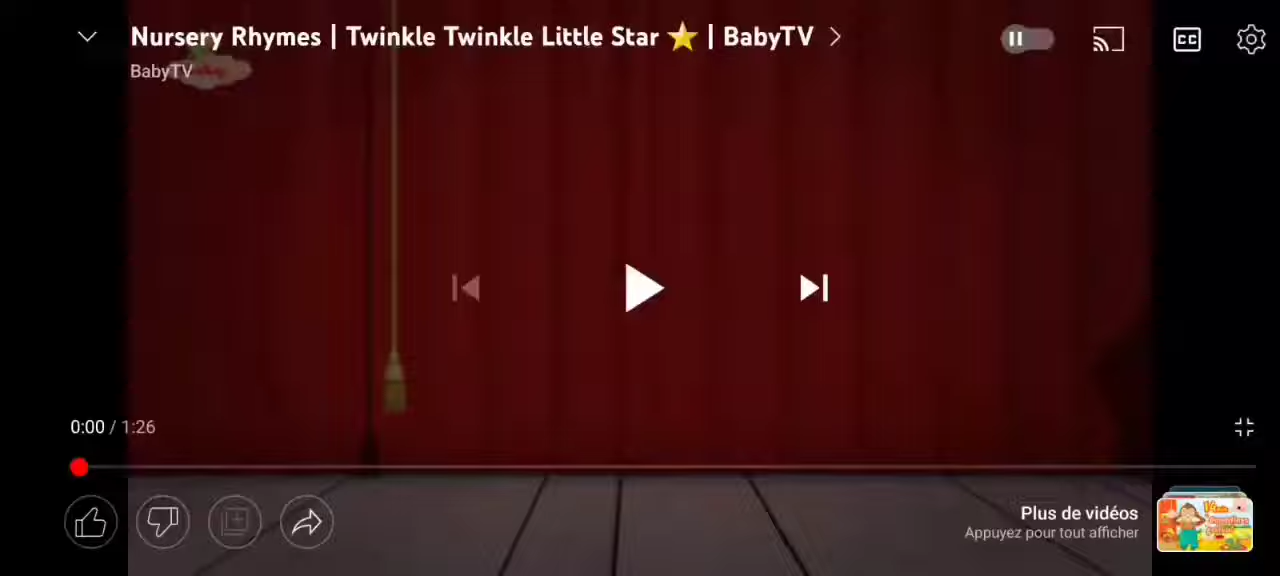 Nursery Rhymes | Twinkle Twinkle Little Star ⭐ | BabyTV
BabyTV
CC
0:00 / 1:26
Plus de vidéos
Appuyez pour tout afficher